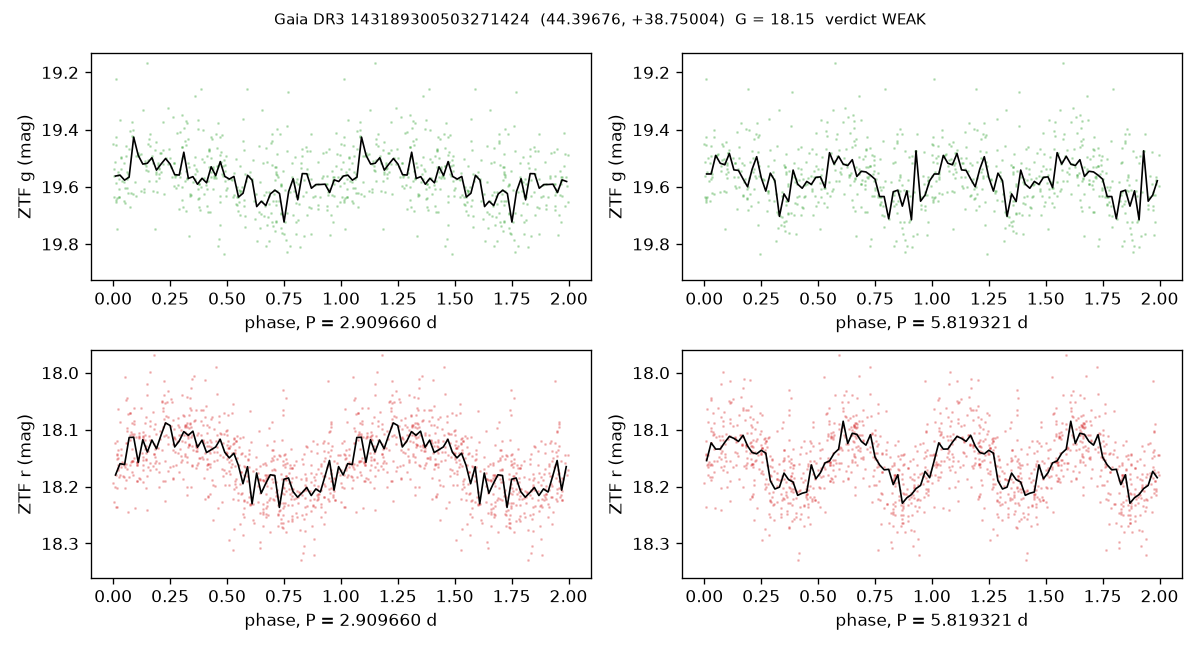 Gaia DR3 143189300503271424 (44.39676, +38.75004) G = 18.15 verdict WEAK
ZTF g (mag)
19.2
19.4
19.6
19.8
0.00 0.25 0.50 0.75 1.00 1.25 1.50 1.75 2.00
phase, P = 2.909660 d
ZTF g (mag)
19.2
19.4
19.6
19.8
0.00 0.25 0.50 0.75 1.00 1.25 1.50 1.75 2.00
phase, P = 5.819321 d
ZTF r (mag)
18.0
18.1
18.2
18.3
0.00 0.25 0.50 0.75 1.00 1.25 1.50 1.75 2.00
phase, P = 2.909660 d
ZTF r (mag)
18.0
18.1
18.2
18.3
0.00 0.25 0.50 0.75 1.00 1.25 1.50 1.75 2.00
phase, P = 5.819321 d